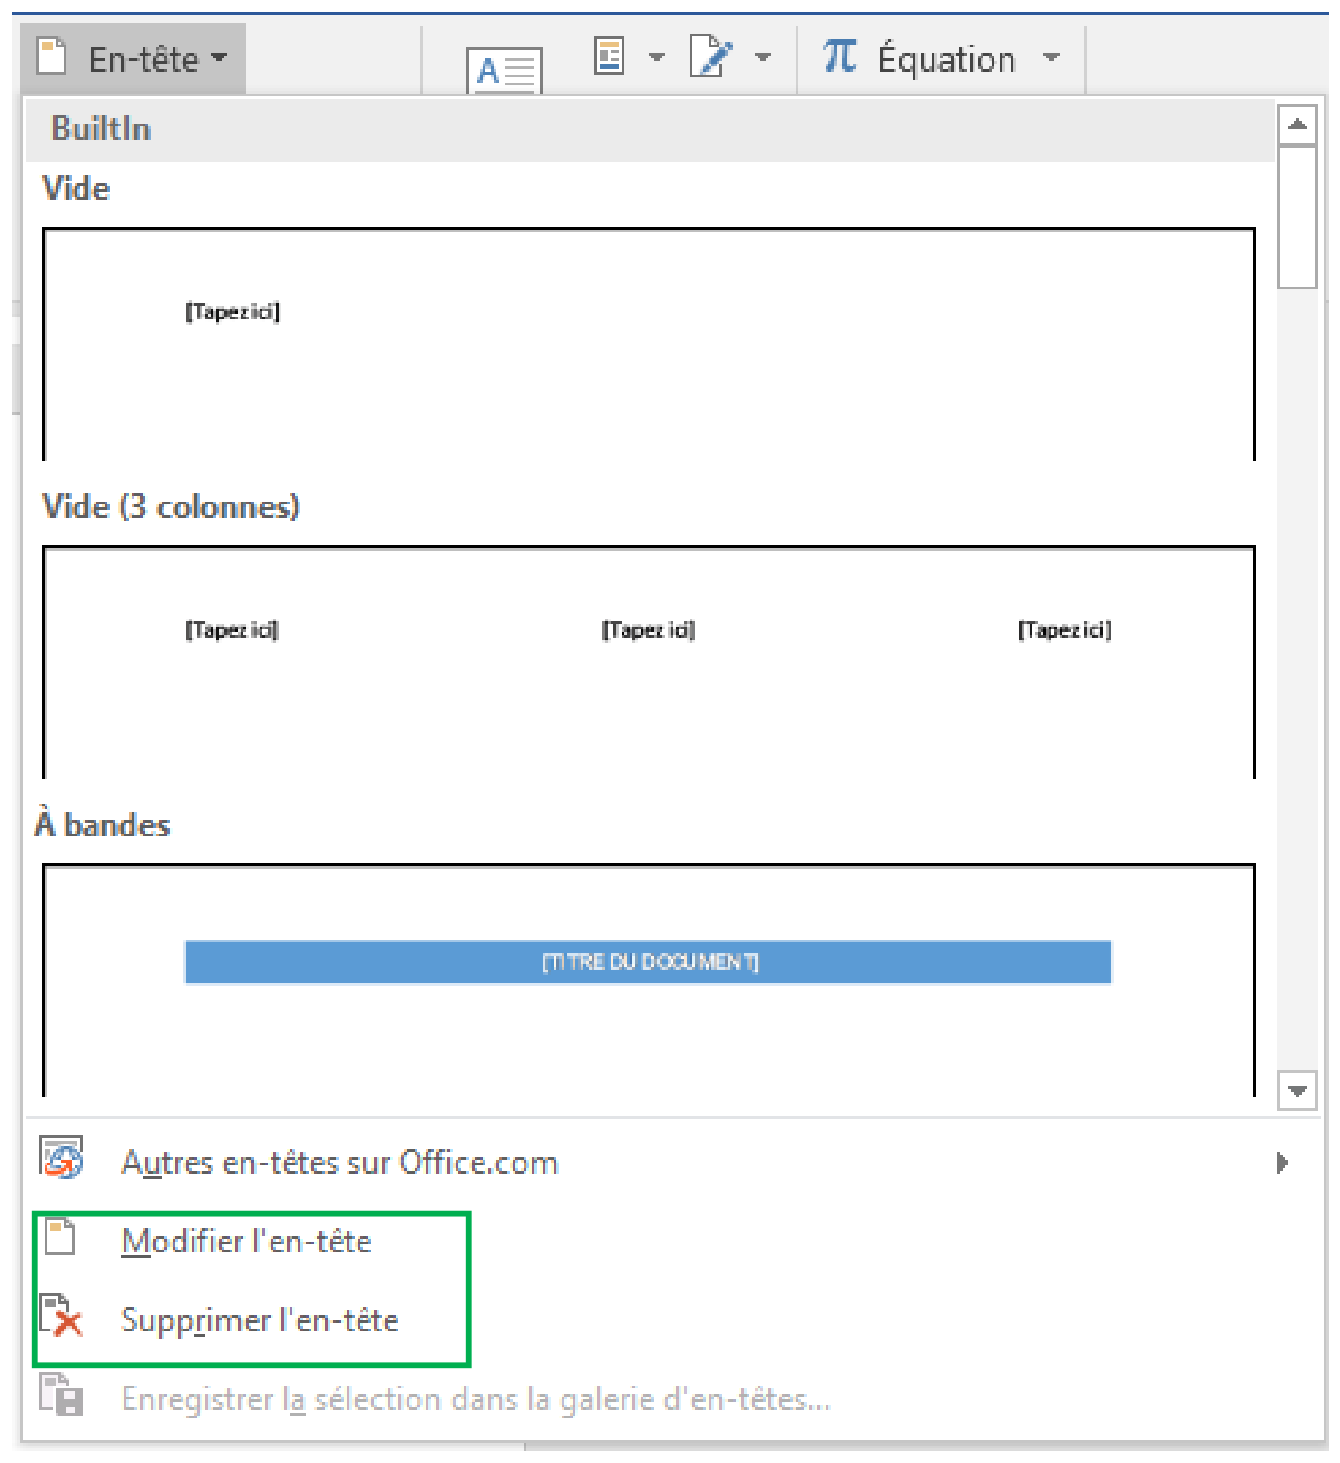 En-tête
A
π Équation
BuiltIn
Vide
[Tapez ici]
Vide (3 colonnes)
[Tapez ici] [Tapez ici] [Tapez ici]
À bandes
[TITRE DU DOCUMENT]
Autres en-têtes sur Office.com
Modifier l'en-tête
Supprimer l'en-tête
Enregistrer la sélection dans la galerie d'en-têtes...